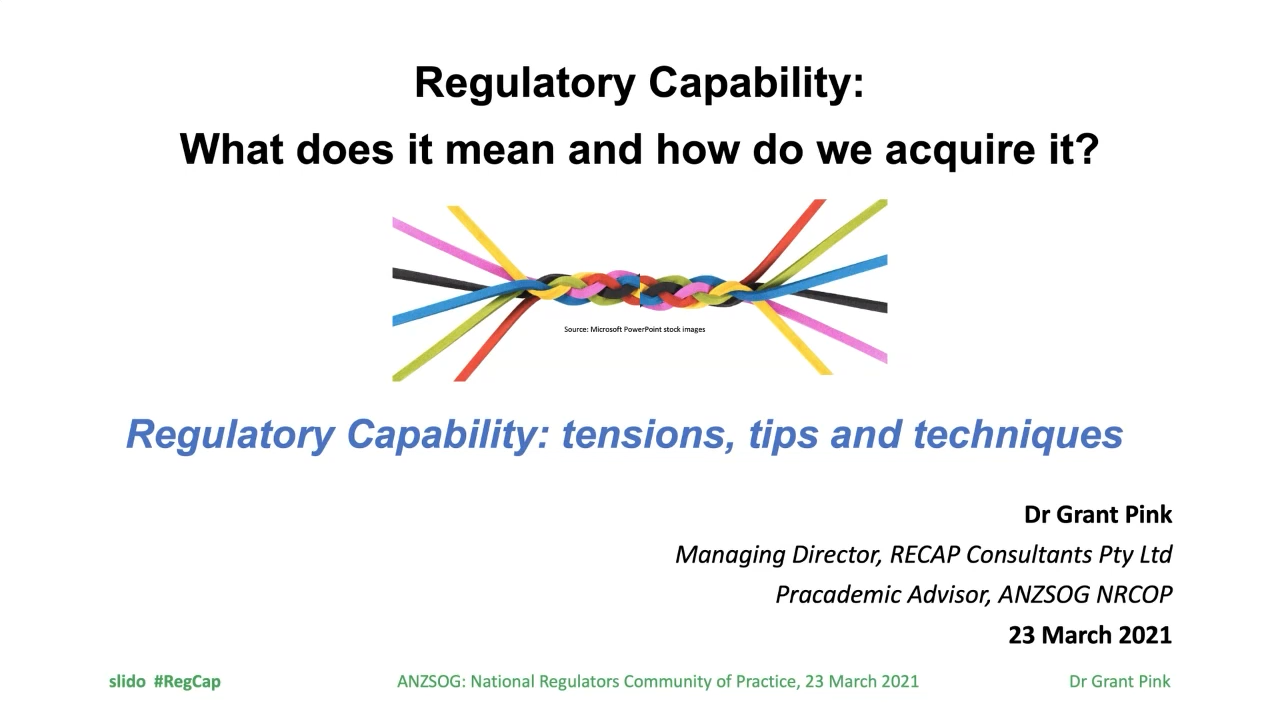 Regulatory Capability:
What does it mean and how do we acquire it?
Source: Microsoft PowerPoint stock images
Regulatory Capability: tensions, tips and techniques
Dr Grant Pink
Managing Director, RECAP Consultants Pty Ltd
Pracademic Advisor, ANZSOG NRCOP
23 March 2021
slido #RegCap
ANZSOG: National Regulators Community of Practice, 23 March 2021
Dr Grant Pink